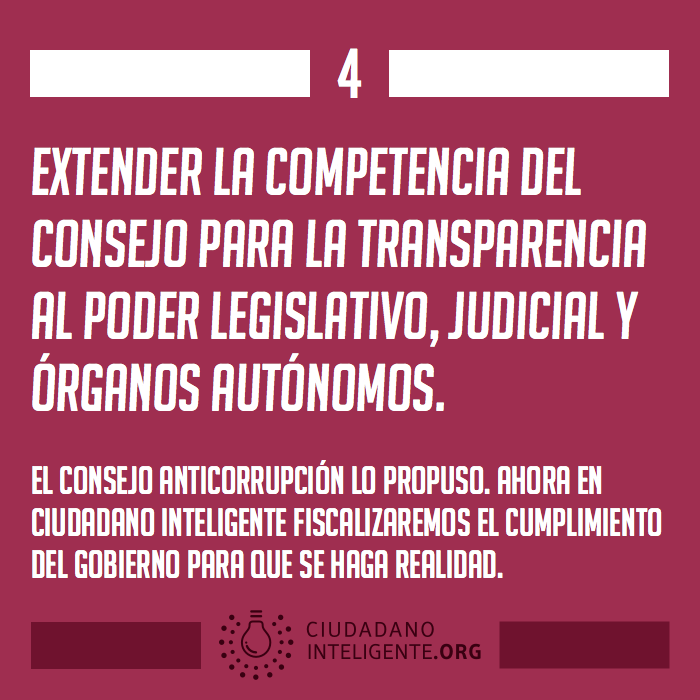 4
EXTENDER LA COMPETENCIA DEL
CONSEJO PARA LA TRANSPARENCIA
AL PODER LEGISLATIVO, JUDICIAL Y
ÓRGANOS AUTÓNOMOS.
EL CONSEJO ANTICORRUPCIÓN LO PROPUSO. AHORA EN
CIUDADANO INTELIGENTE FISCALIZAREMOS EL CUMPLIMIENTO
DEL GOBIERNO PARA QUE SE HAGA REALIDAD.
CIUDADANO
INTELIGENTE.ORG